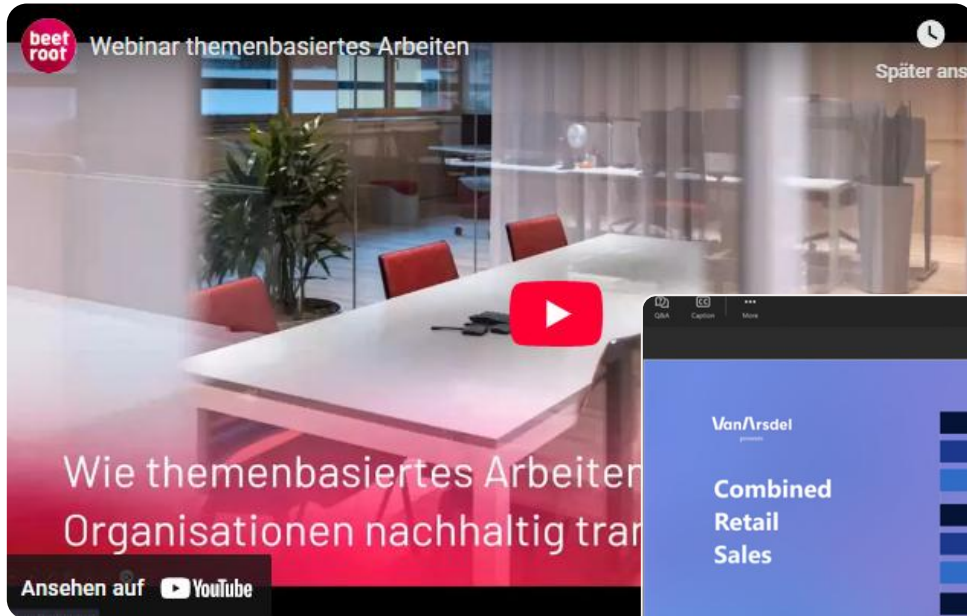 beet
root
Webinar themenbasiertes Arbeiten
Später ans
Wie themenbasiertes Arbeiten
Organisationen nachhaltig tran
Ansehen auf YouTube
Q&A Caption More
VanArsdel
Combined
Retail
Sales